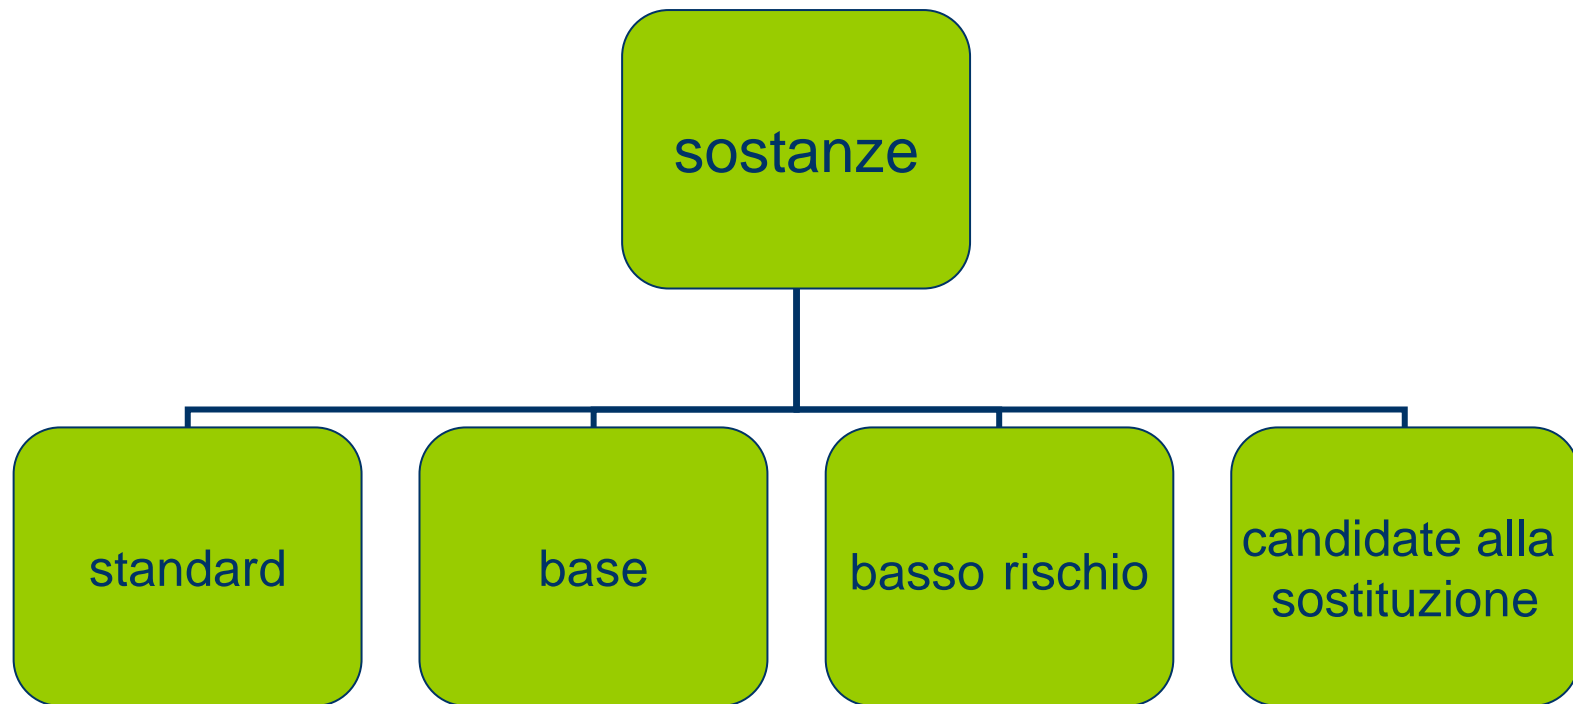 sostanze
standard
base
basso rischio
candidate alla
sostituzione